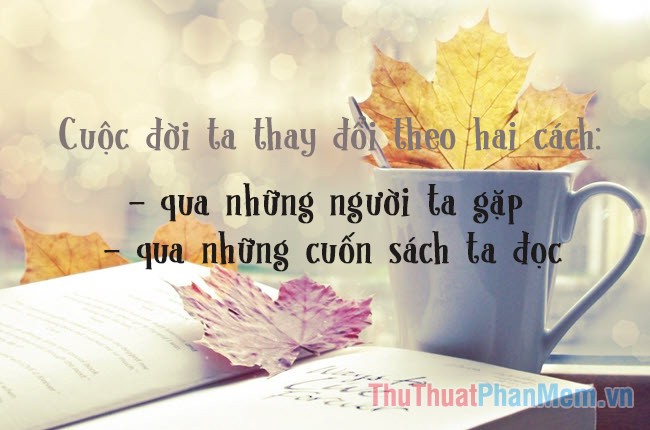 Cuộc đời ta thay đổi theo hai cách:
- qua những người ta gặp
- qua những cuốn sách ta đọc
ThuThuatPhanMem.vn